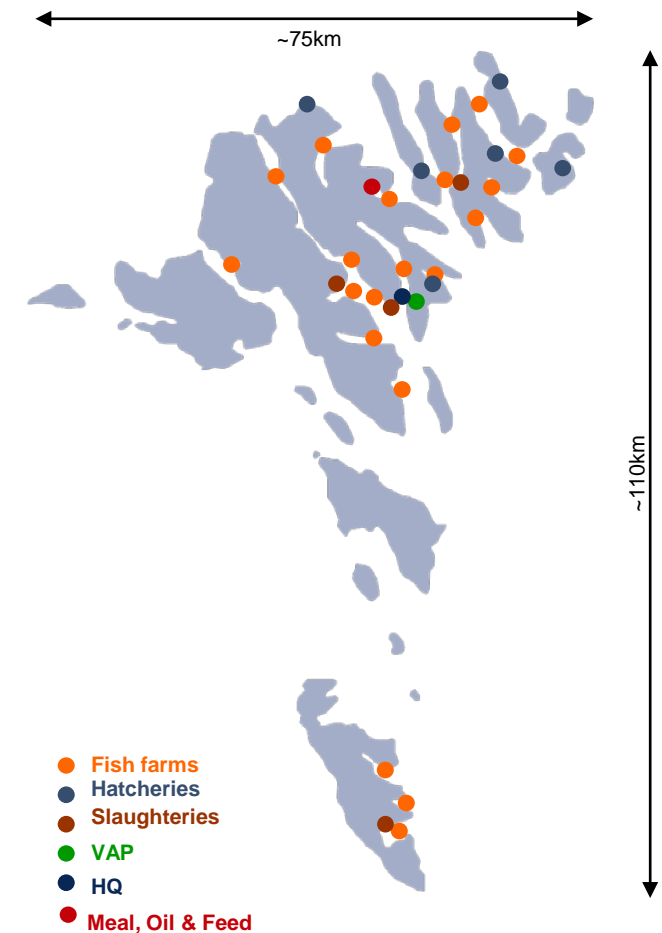 ~75km
~110km
Fish farms
Hatcheries
Slaughteries
VAP
HQ
Meal, Oil & Feed